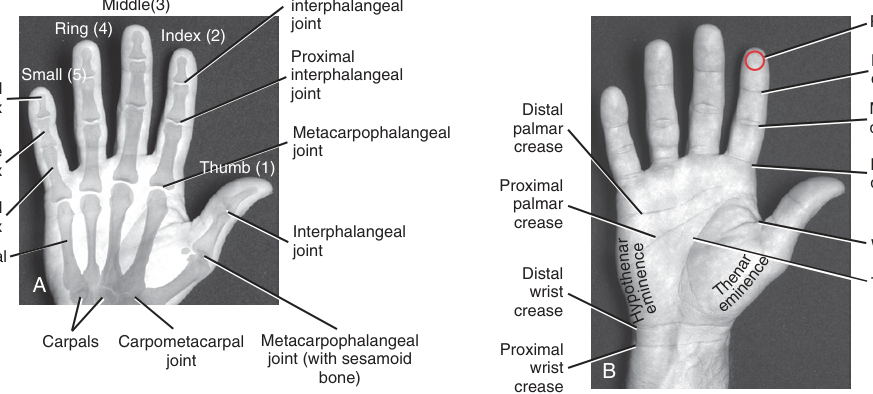 Middle(3)
Ring (4)
Index (2)
Small (5)
Thumb (1)
interphalangeal
joint
Proximal
interphalangeal
joint
Metacarpophalangeal
joint
Interphalangeal
joint
Metacarpophalangeal
joint (with sesamoid
bone)
Carpometacarpal
joint
Carpals
A
Distal
palmar
crease
Proximal
palmar
crease
Distal
wrist
crease
Proximal
wrist
crease
Hypothenar
eminence
Thenar
eminence
B